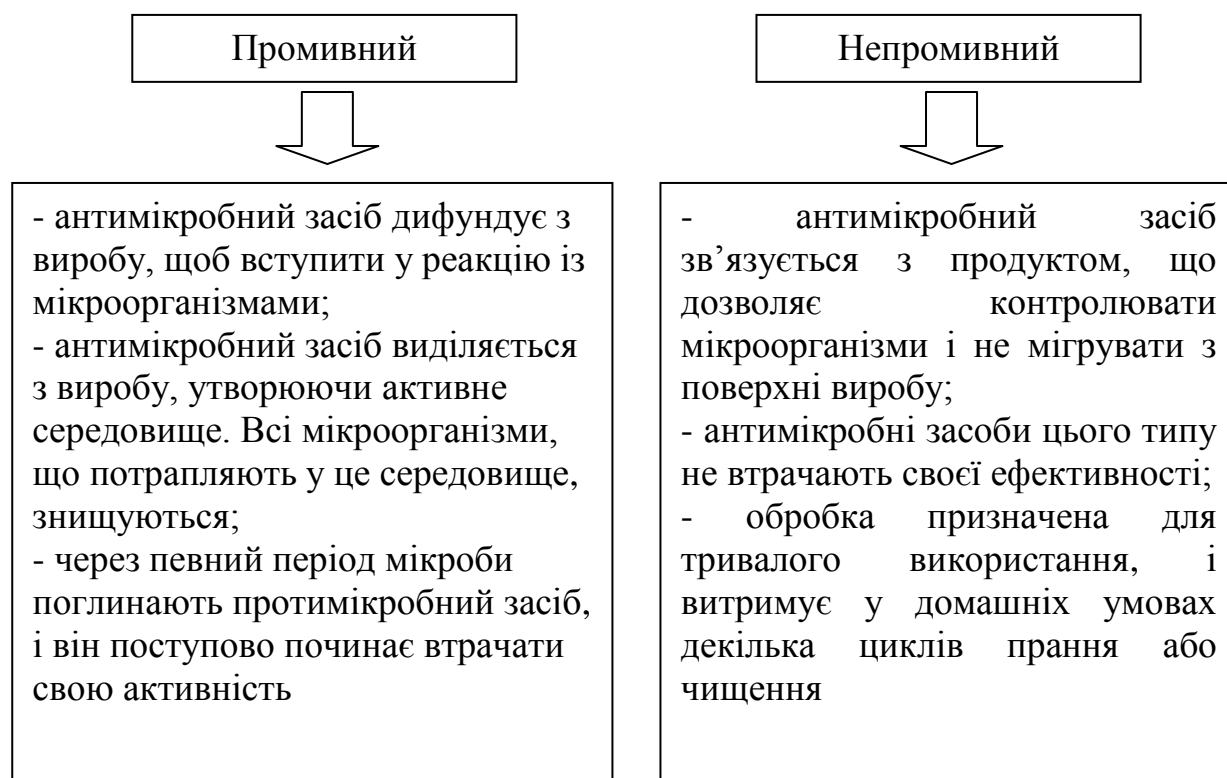 Промивний
- антимікробний засіб дифундує з
виробу, щоб вступити у реакцію із
мікроорганізмами;
- антимікробний засіб виділяється
з виробу, утворюючи активне
середовище. Всі мікроорганізми,
що потрапляють у це середовище,
знищуються;
- через певний період мікроби
поглинають протимікробний засіб,
і він поступово починає втрачати
свою активність
Непромивний
- антимікробний засіб
зв’язується з продуктом, що
дозволяє контролювати
мікроорганізми і не мігрувати з
поверхні виробу;
- антимікробні засоби цього типу
не втрачають своєї ефективності;
- обробка призначена для
тривалого використання, і
витримує у домашніх умовах
декілька циклів прання або
чищення